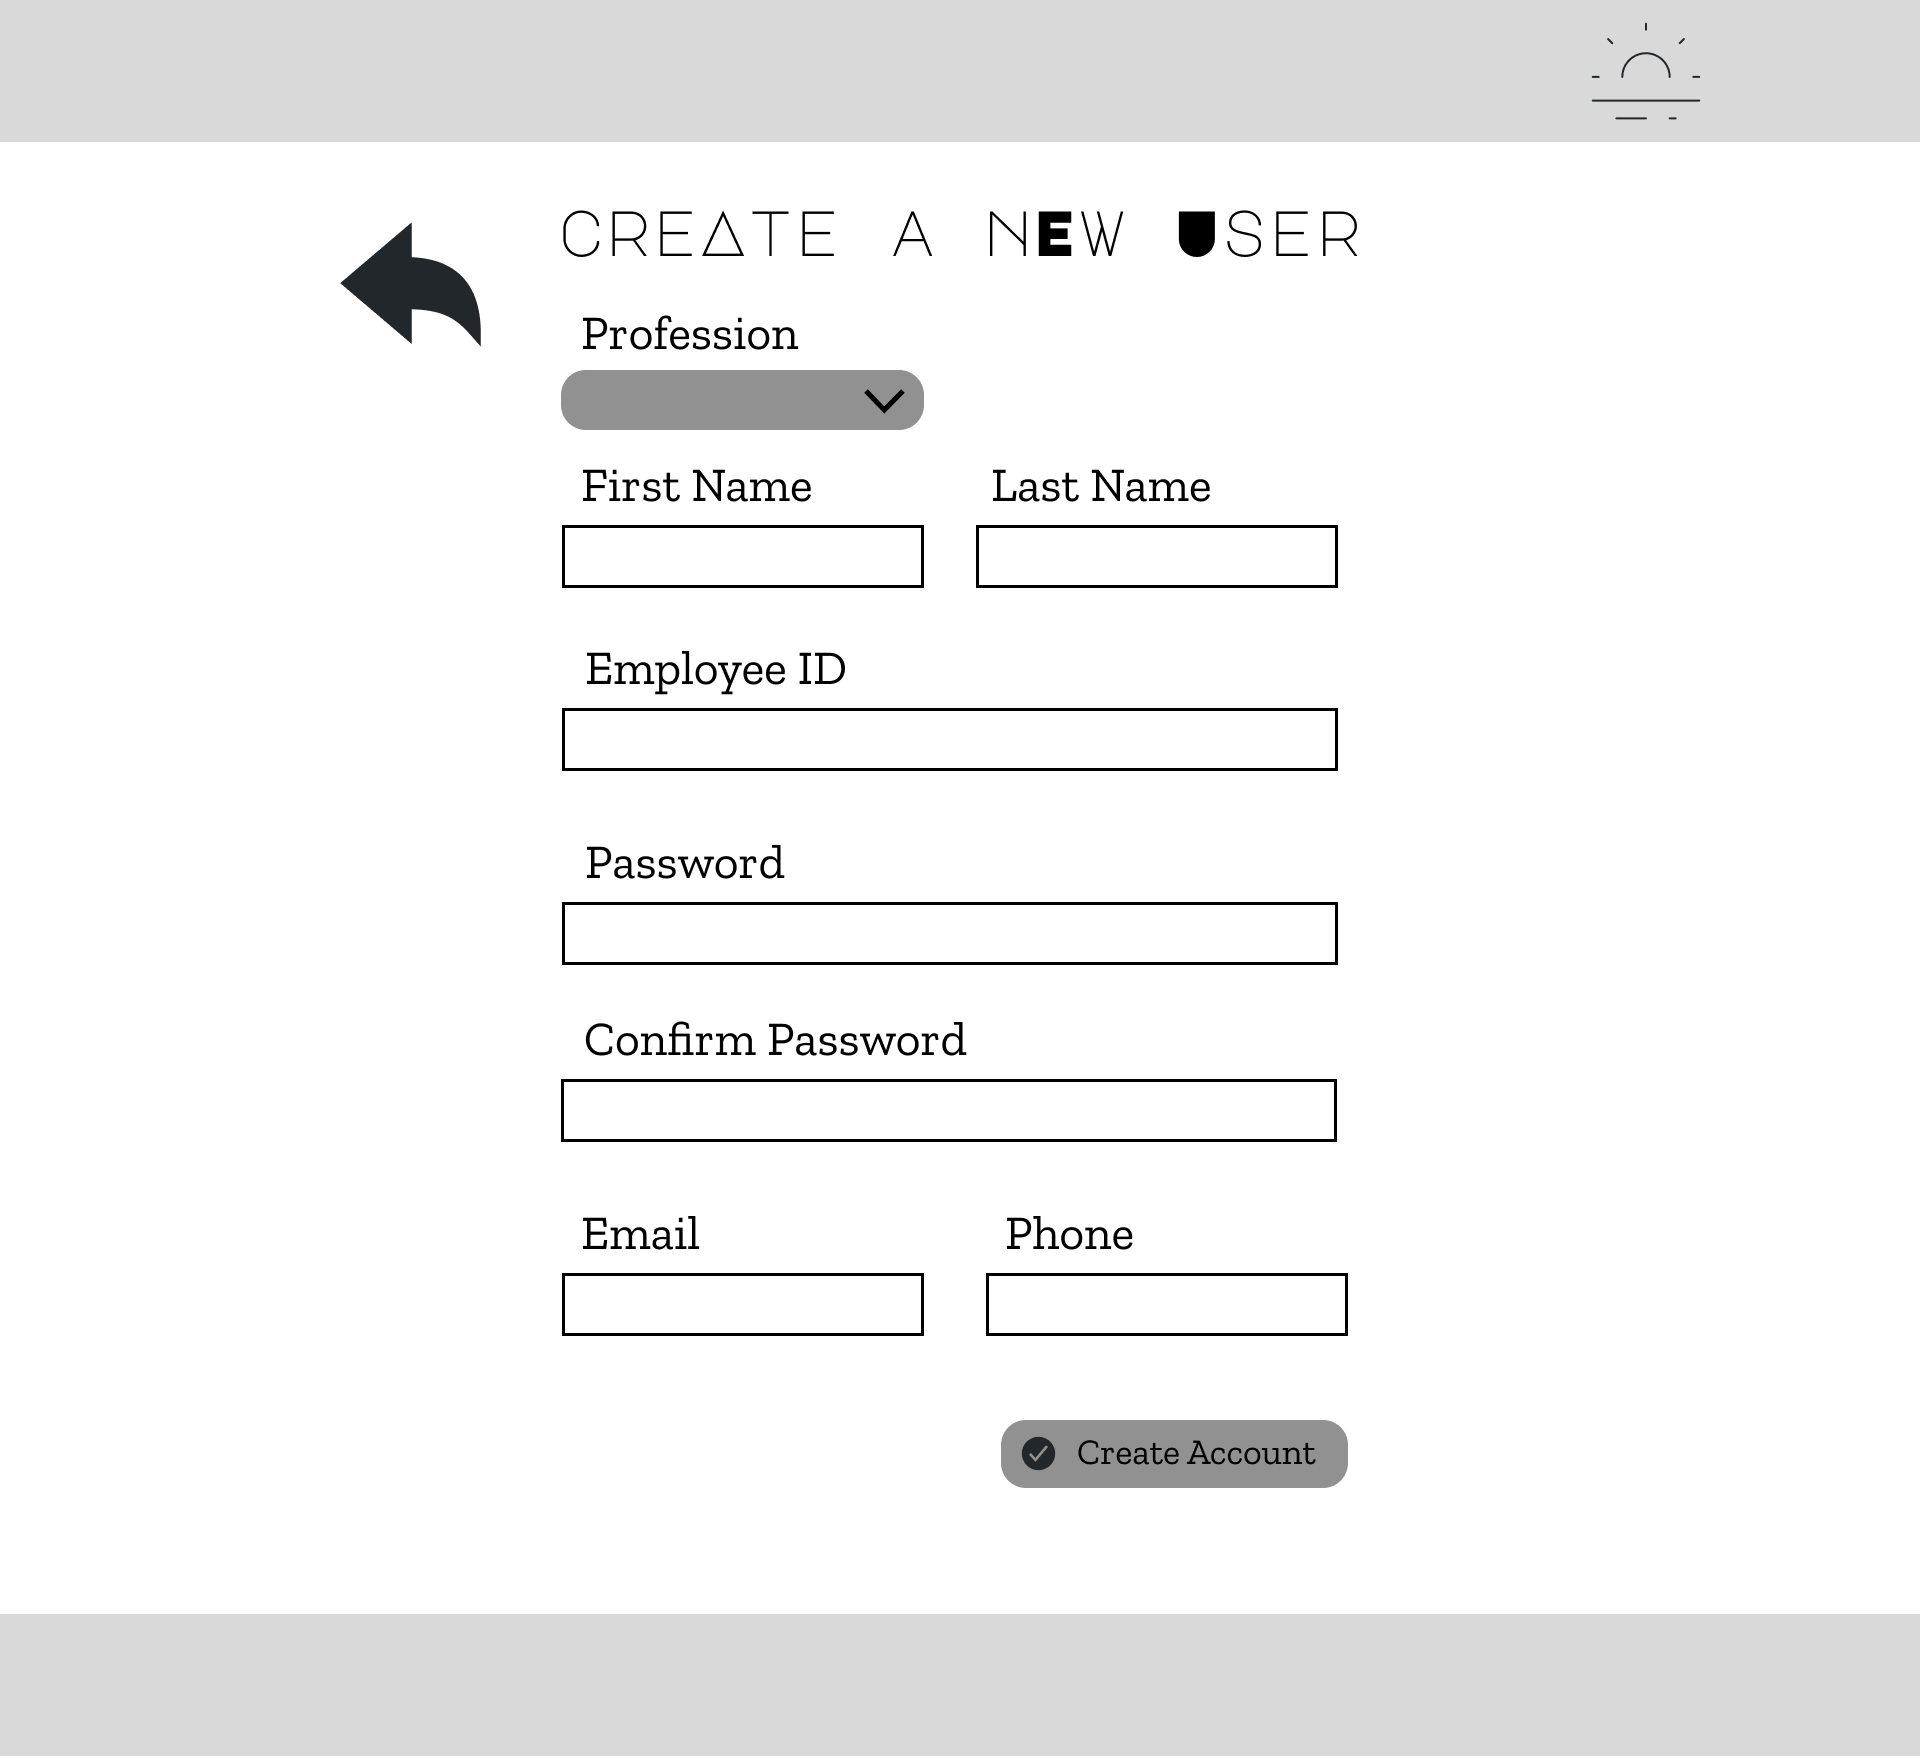 CREATE A NEW USER
Profession
First Name Last Name
Employee ID
Password
Confirm Password
Email Phone
Create Account